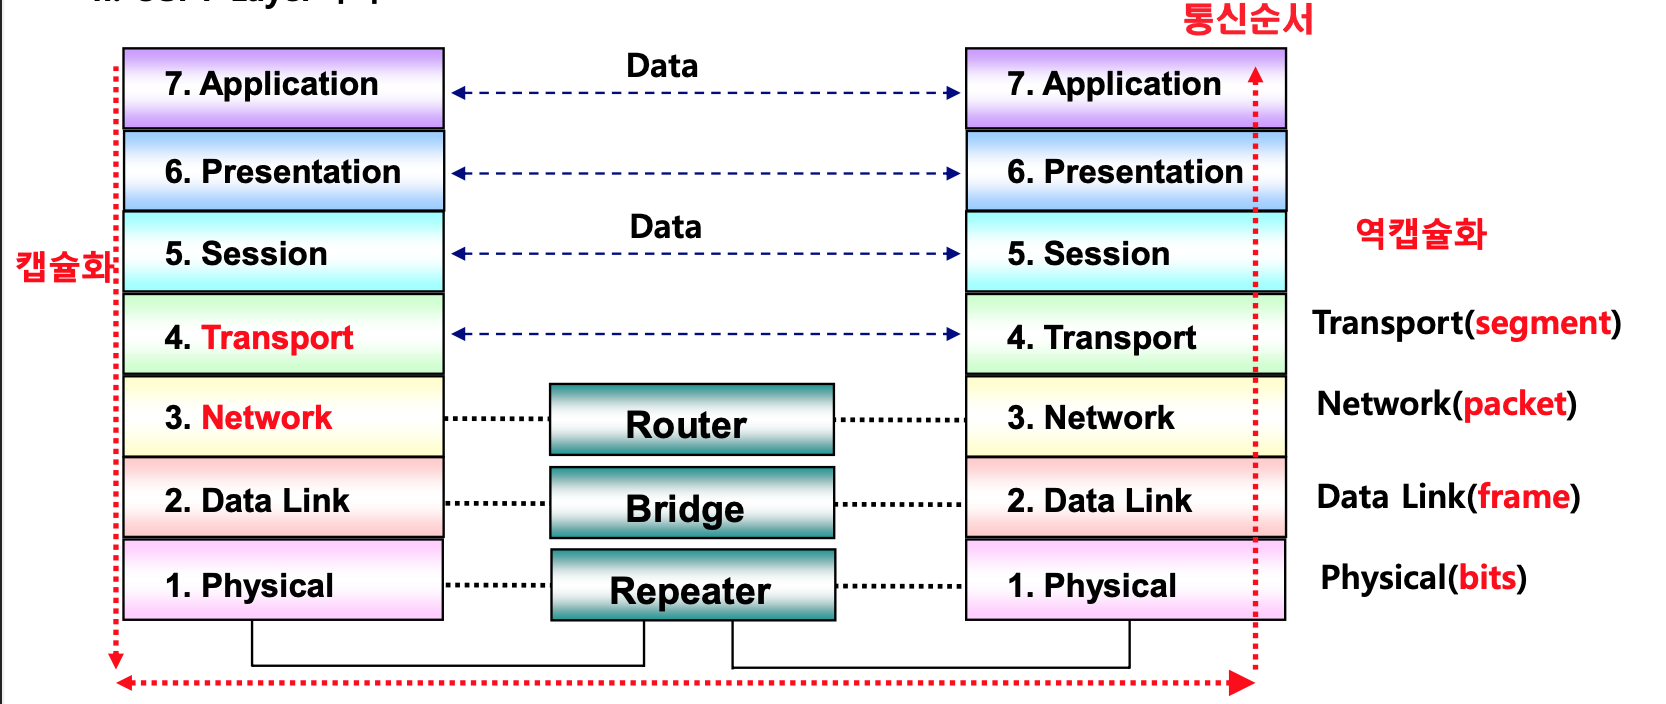 통신순서
7. Application
Data
7. Application
6. Presentation
6. Presentation
캡슐화
5. Session
Data
5. Session
역캡슐화
4. Transport
4. Transport
Transport(segment)
3. Network
Router
3. Network
Network(packet)
2. Data Link
Bridge
2. Data Link
Data Link(frame)
1. Physical
Repeater
1. Physical
Physical(bits)